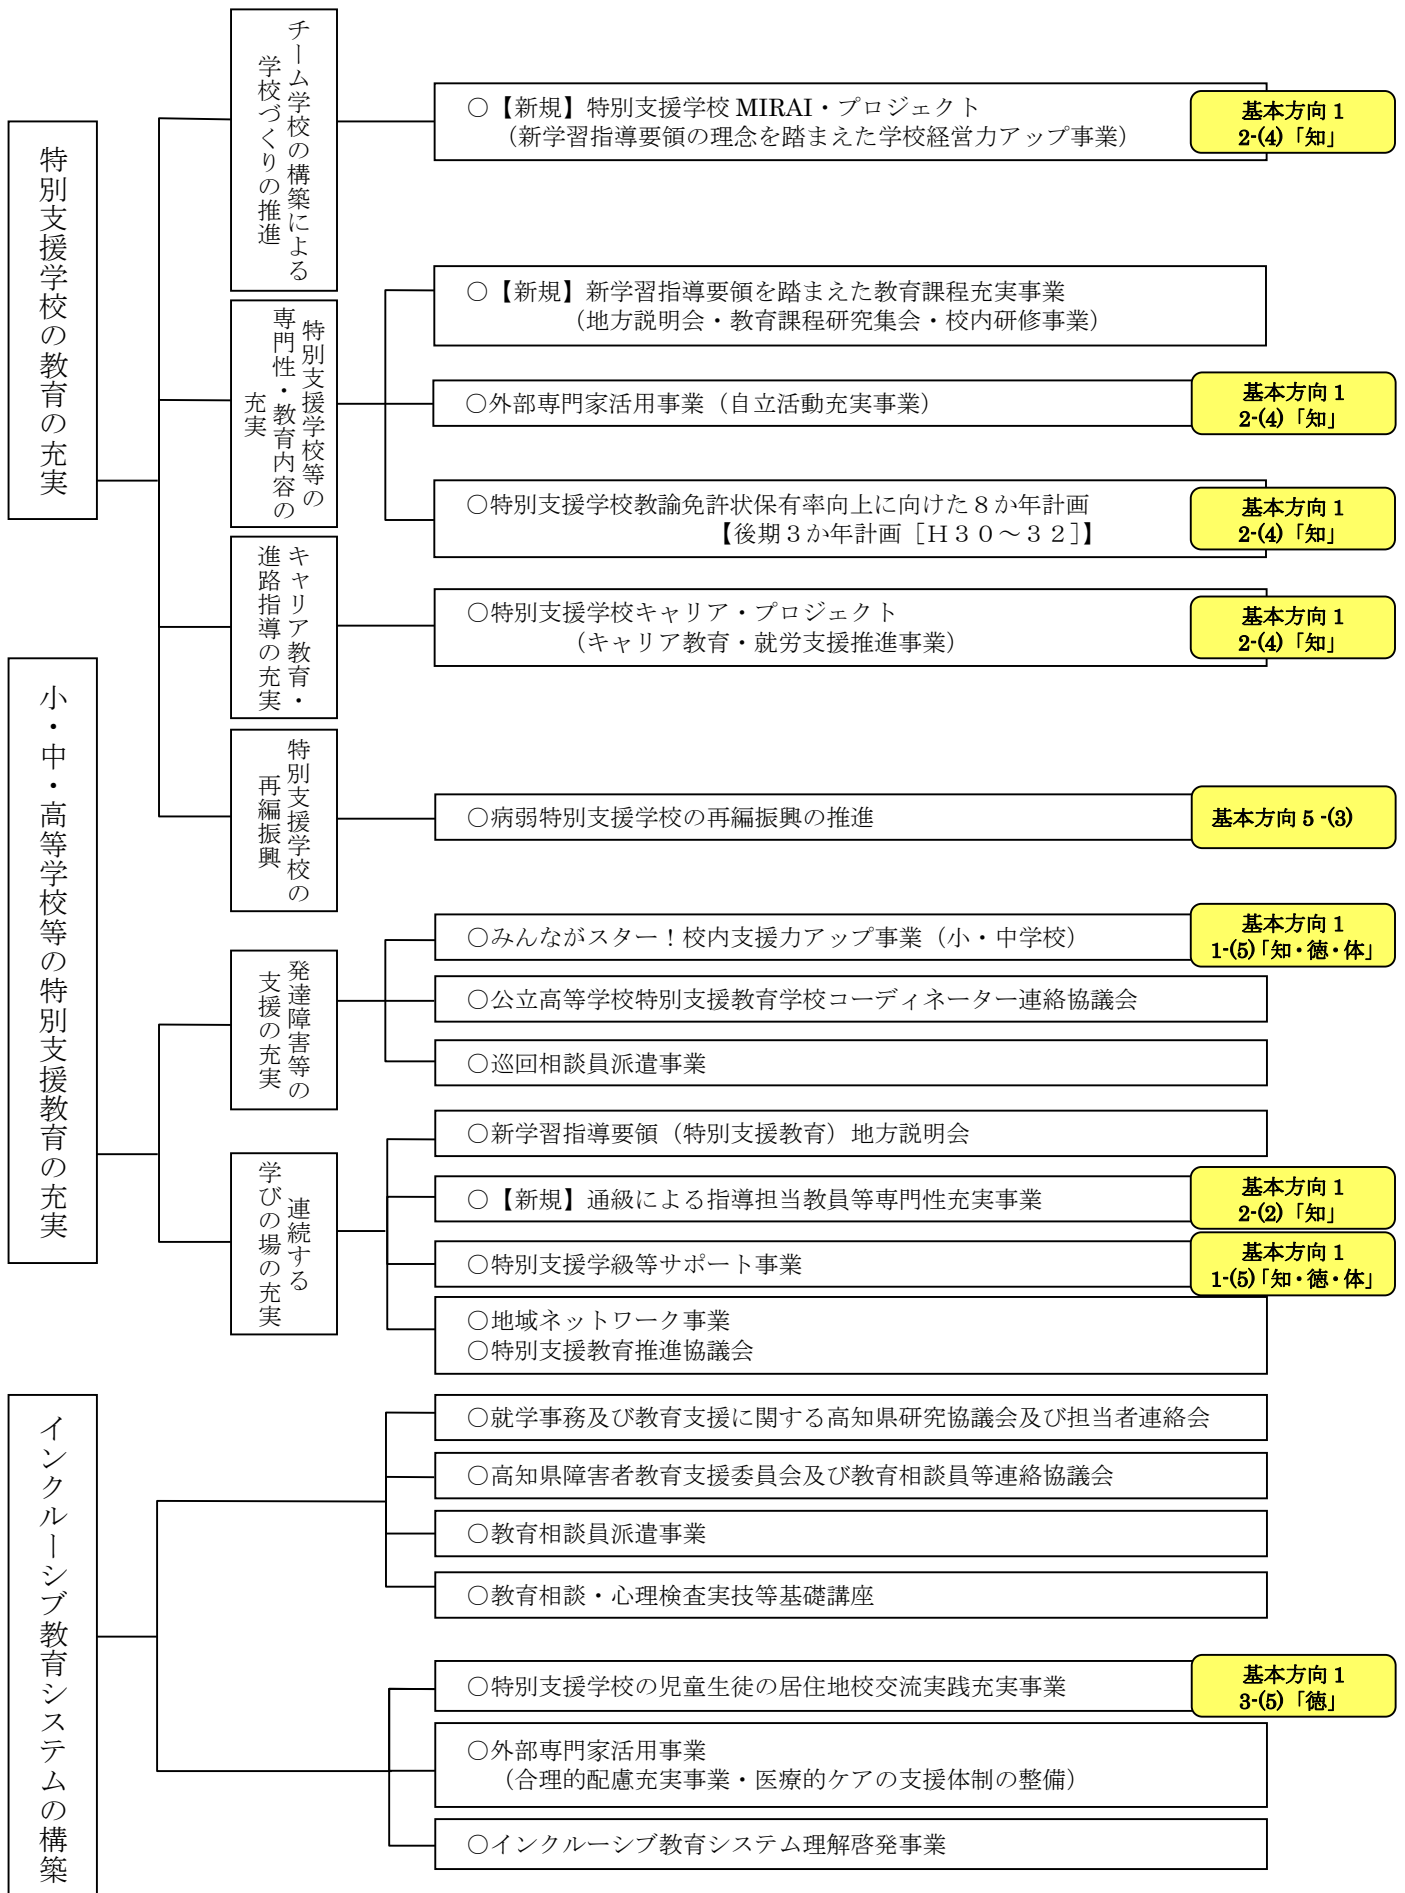 特別支援学校の教育の充実
チーム学校の構築による
学校づくりの推進
○【新規】特別支援学校 MIRAI・プロジェクト
（新学習指導要領の理念を踏まえた学校経営力アップ事業）
基本方向 1
2-(4)「知」
特別支援学校等の
専門性・教育内容の
充実
○【新規】新学習指導要領を踏まえた教育課程充実事業
（地方説明会・教育課程研究集会・校内研修事業）
○外部専門家活用事業（自立活動充実事業）
基本方向 1
2-(4)「知」
○特別支援学校教諭免許状保有率向上に向けた８か年計画
【後期３か年計画［Ｈ３０～３２］】
基本方向 1
2-(4)「知」
キャリア教育・
進路指導の充実
○特別支援学校キャリア・プロジェクト
（キャリア教育・就労支援推進事業）
基本方向 1
2-(4)「知」
特別支援学校の
再編振興
○病弱特別支援学校の再編振興の推進
基本方向 5 -(3)
小・中・高等学校等の特別支援教育の充実
発達障害等の
支援の充実
○みんながスター！校内支援力アップ事業（小・中学校）
基本方向 1
1-(5)「知・徳・体」
○公立高等学校特別支援教育学校コーディネーター連絡協議会
○巡回相談員派遣事業
連続する
学びの場の充実
○新学習指導要領（特別支援教育）地方説明会
○【新規】通級による指導担当教員等専門性充実事業
基本方向 1
2-(2)「知」
○特別支援学級等サポート事業
基本方向 1
1-(5)「知・徳・体」
○地域ネットワーク事業
○特別支援教育推進協議会
インクルーシブ教育システムの構築
○就学事務及び教育支援に関する高知県研究協議会及び担当者連絡会
○高知県障害者教育支援委員会及び教育相談員等連絡協議会
○教育相談員派遣事業
○教育相談・心理検査実技等基礎講座
○特別支援学校の児童生徒の居住地校交流実践充実事業
基本方向 1
3-(5)「徳」
○外部専門家活用事業
（合理的配慮充実事業・医療的ケアの支援体制の整備）
○インクルーシブ教育システム理解啓発事業